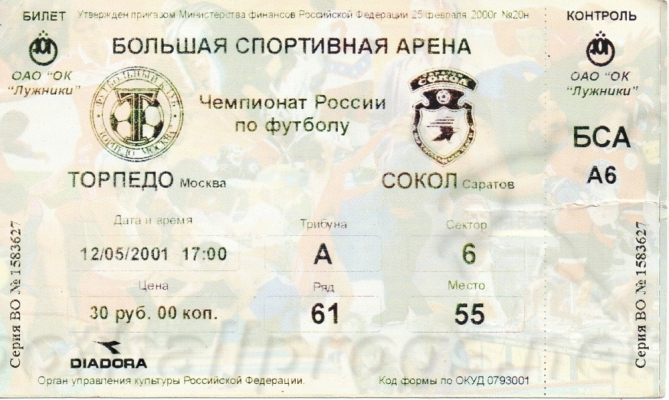 БИЛЕТ
Утвержден приказом Министерства финансов Российской Федерации 25 февраля 2000г №20н
КОНТРОЛЬ
БОЛЬШАЯ СПОРТИВНАЯ АРЕНА
ОАО "ОК "Лужники"
ОАО "ОК "Лужники"
Чемпионат России
по футболу
СОКОЛ
БСА
А6
ТОРПЕДО Москва
СОКОЛ Саратов
Дата и время
Трибуна
Сектор
12/05/2001 17:00
А
6
Цена
Ряд
Место
30 руб. 00 коп.
61
55
Серия ВО № 1583627
Серия ВО № 1583627
DIADORA
Орган управления культуры Российской Федерации.
Код формы по ОКУД 0793001